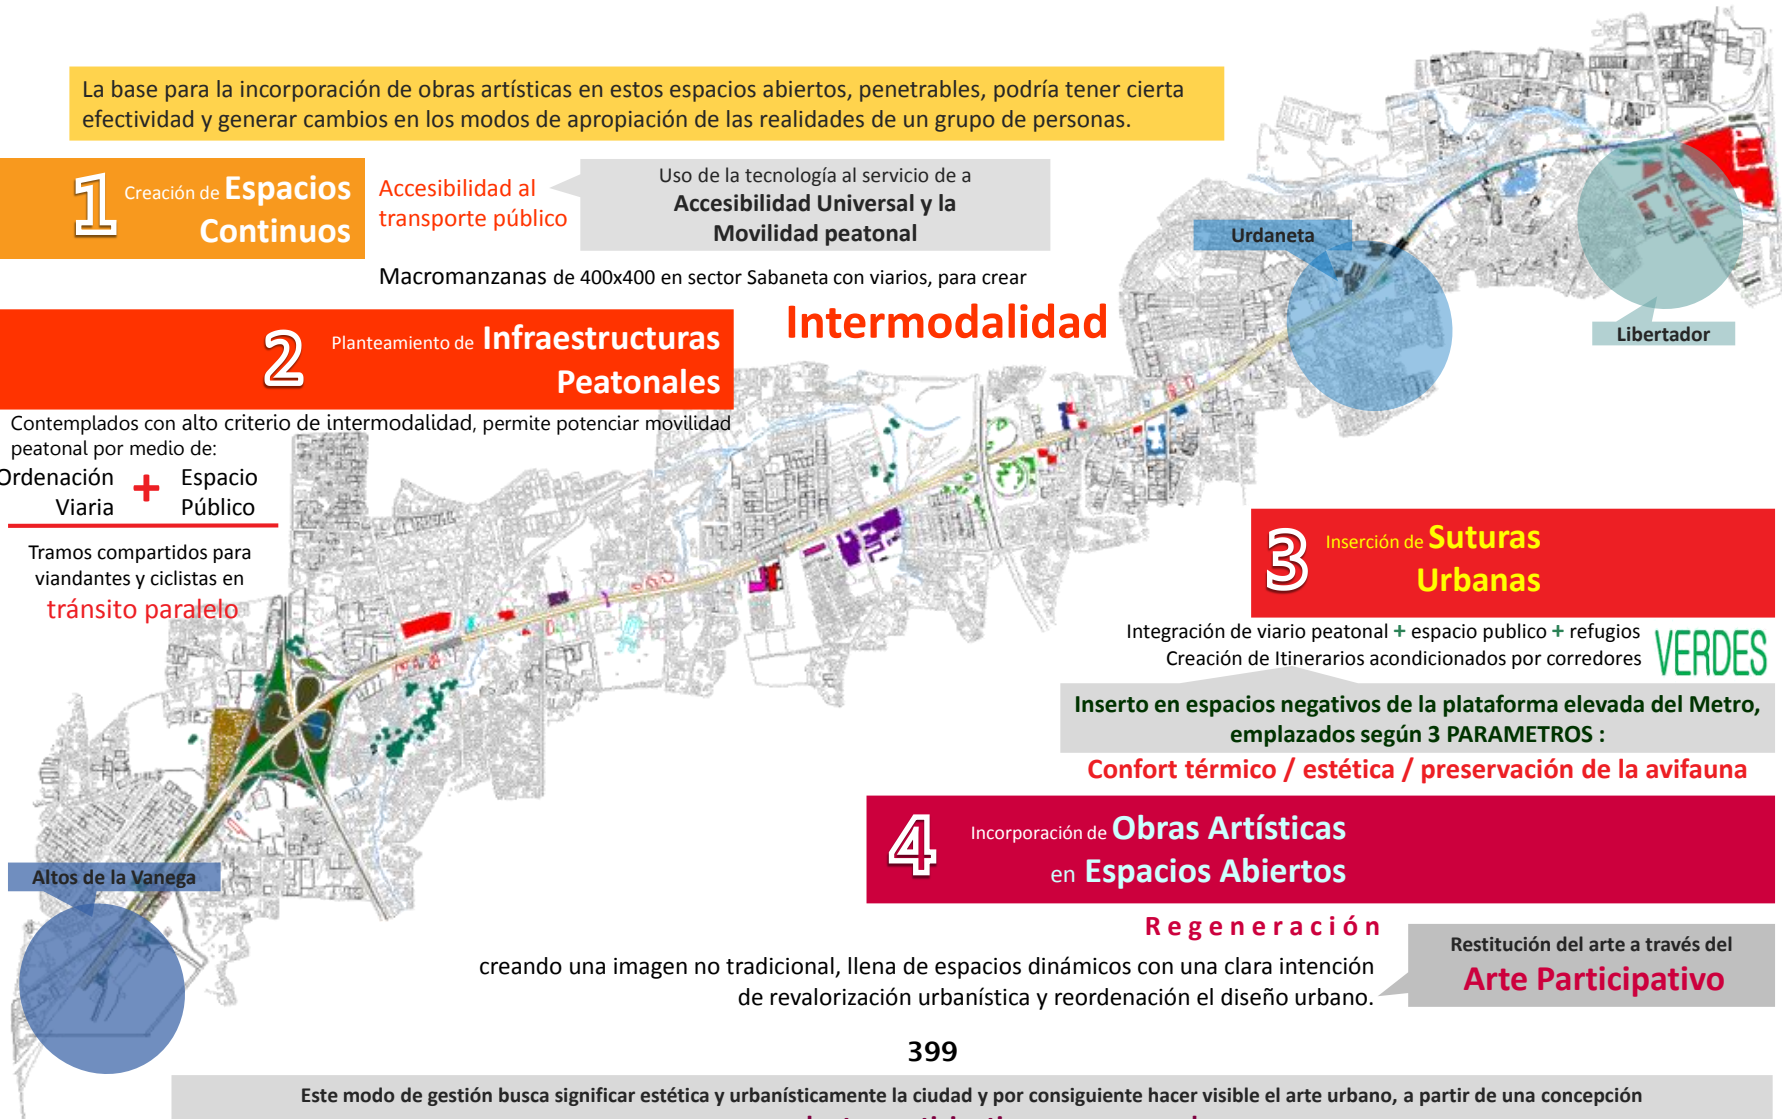 La base para la incorporación de obras artísticas en estos espacios abiertos, penetrables, podría tener cierta
efectividad y generar cambios en los modos de apropiación de las realidades de un grupo de personas.
1 Creación de Espacios
Continuos
Accesibilidad al
transporte público
Uso de la tecnología al servicio de a
Accesibilidad Universal y la
Movilidad peatonal
Macromanzanas de 400x400 en sector Sabaneta con viarios, para crear
Intermodalidad
Urdaneta
Libertador
2 Planteamiento de Infraestructuras
Peatonales
Contemplados con alto criterio de intermodalidad, permite potenciar movilidad
peatonal por medio de:
Ordenación
Viaria
+
Espacio
Público
Tramos compartidos para
viandantes y ciclistas en
tránsito paralelo
3 Inserción de Suturas
Urbanas
Integración de viario peatonal + espacio publico + refugios
Creación de Itinerarios acondicionados por corredores
VERDES
Inserto en espacios negativos de la plataforma elevada del Metro,
emplazados según 3 PARAMETROS :
Confort térmico / estética / preservación de la avifauna
4 Incorporación de Obras Artísticas
en Espacios Abiertos
Altos de la Vanega
Regeneración
creando una imagen no tradicional, llena de espacios dinámicos con una clara intención
de revalorización urbanística y reordenación el diseño urbano.
Restitución del arte a través del
Arte Participativo
399
Este modo de gestión busca significar estética y urbanísticamente la ciudad y por consiguiente hacer visible el arte urbano, a partir de una concepción